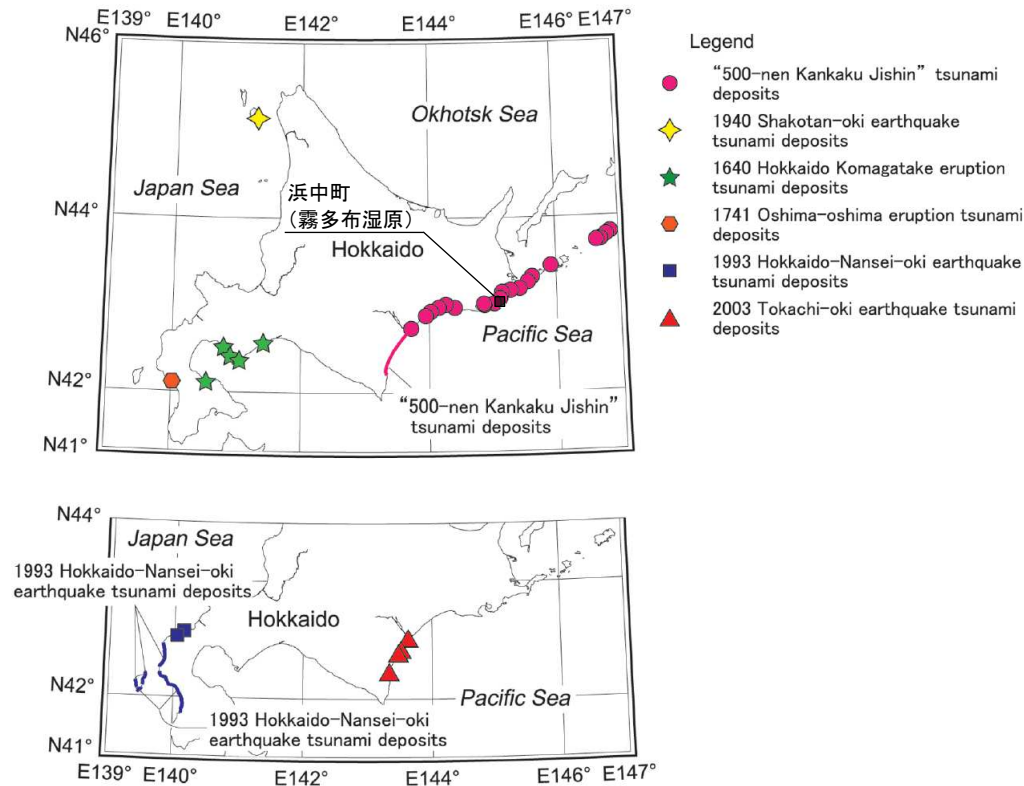 E139° E140° E142° E144° E146° E147°
N46°
Okhotsk Sea
Japan Sea
浜中町
（霧多布湿原）
N44°
Hokkaido
Pacific Sea
N42°
“500-nen Kankaku Jishin”
tsunami deposits
N41°
Legend
“500-nen Kankaku Jishin” tsunami
deposits
1940 Shakotan-oki earthquake
tsunami deposits
1640 Hokkaido Komagatake eruption
tsunami deposits
1741 Oshima-oshima eruption tsunami
deposits
1993 Hokkaido-Nansei-oki earthquake
tsunami deposits
2003 Tokachi-oki earthquake tsunami
deposits
N44°
Japan Sea
1993 Hokkaido-Nansei-oki
earthquake tsunami deposits
Hokkaido
N42°
Pacific Sea
1993 Hokkaido-Nansei-oki
earthquake tsunami deposits
N41°
E139° E140° E142° E144° E146° E147°